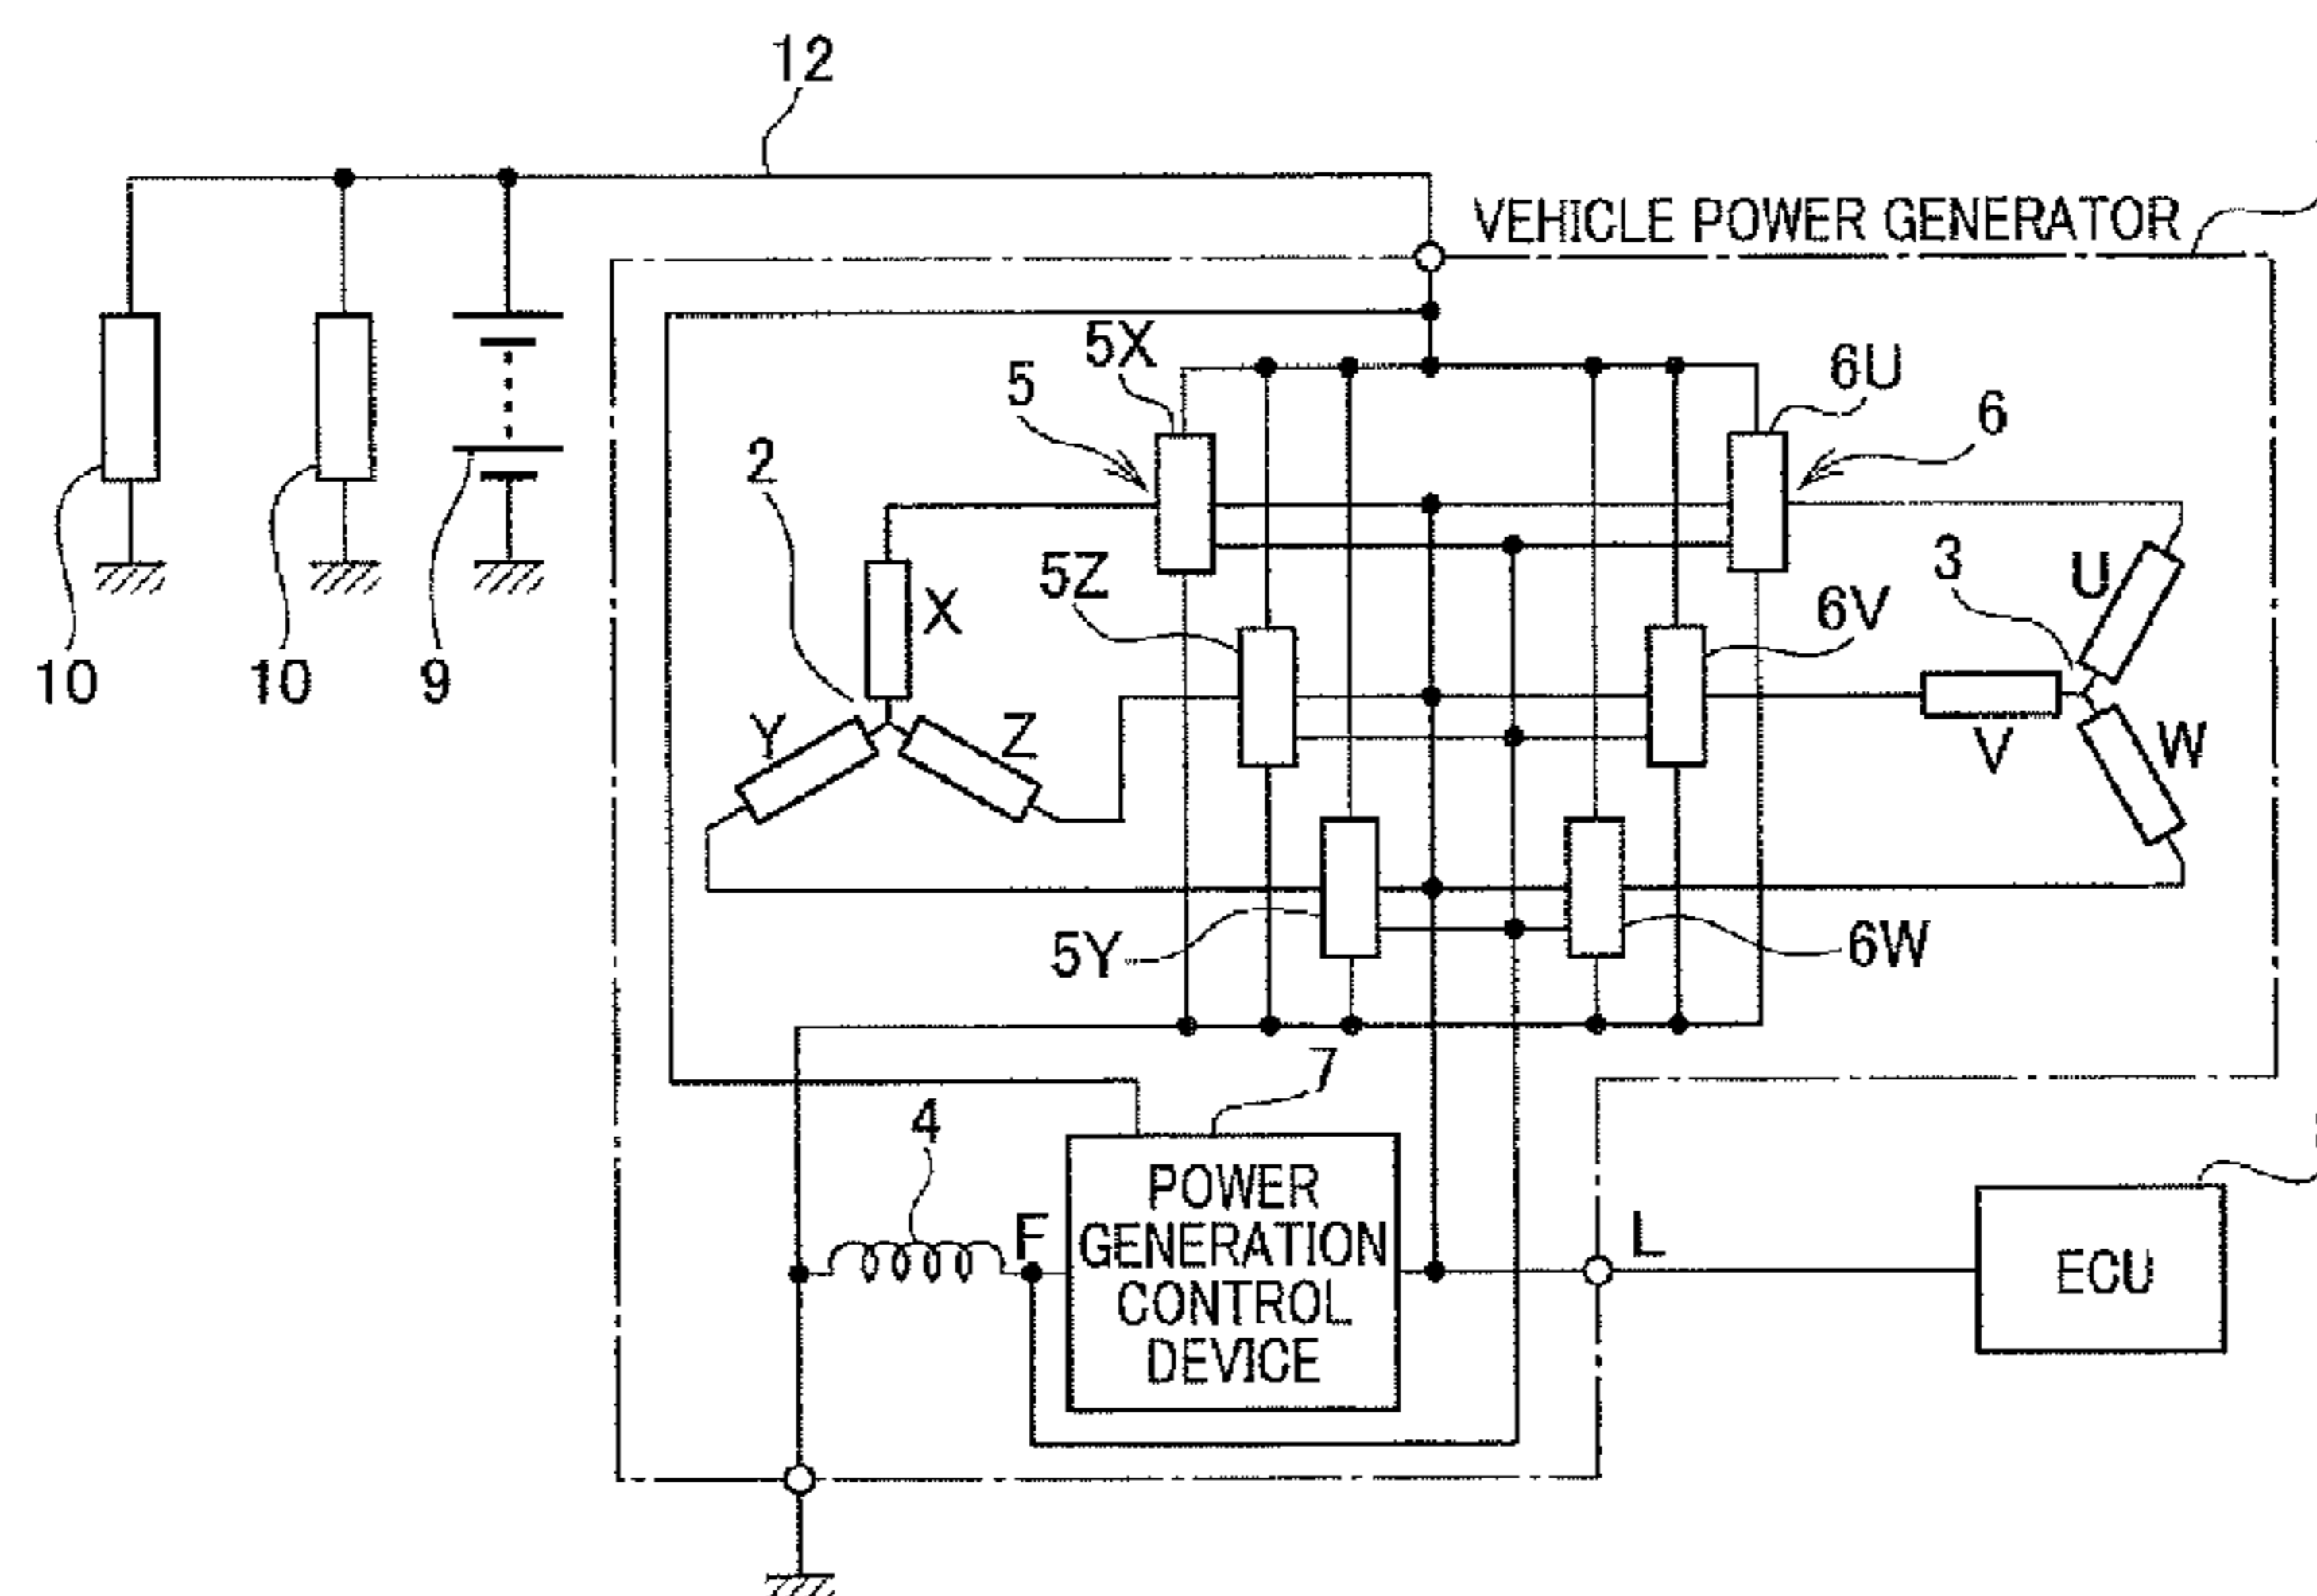 12
VEHICLE POWER GENERATOR
5X
6U
5
6
2
X
5Z
3
U
6V
10
10
9
Y
Z
V
W
5Y
6W
7
4
F
POWER
GENERATION
CONTROL
DEVICE
L
ECU